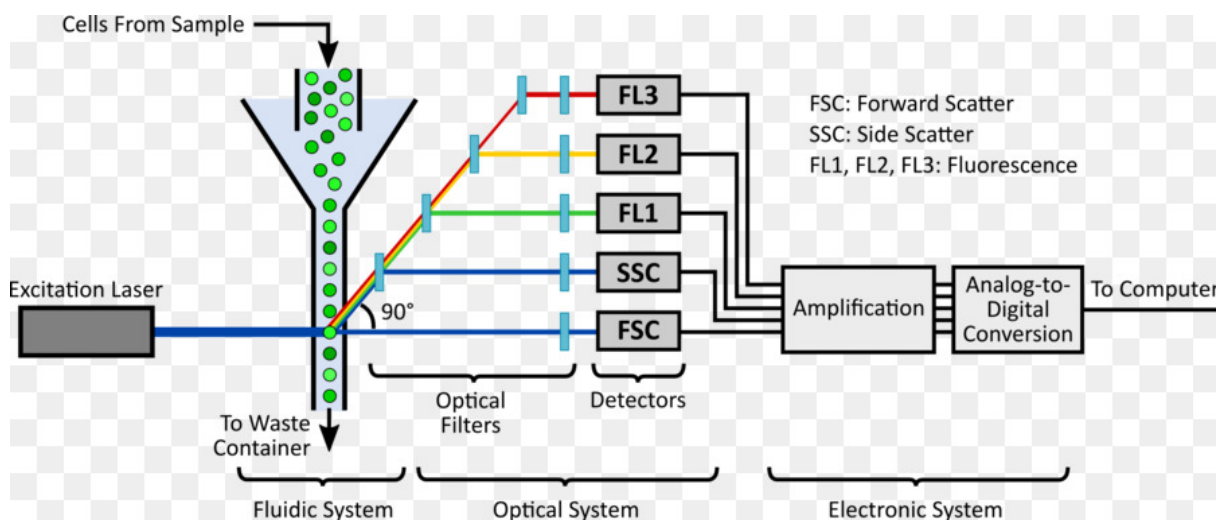 Cells From Sample
FL3
FSC: Forward Scatter
SSC: Side Scatter
FL1, FL2, FL3: Fluorescence
FL2
FL1
SSC
Excitation Laser
90°
FSC
Amplification
Analog-to-
Digital
Conversion
To Computer
To Waste
Container
Optical
Filters
Detectors
Fluidic System
Optical System
Electronic System